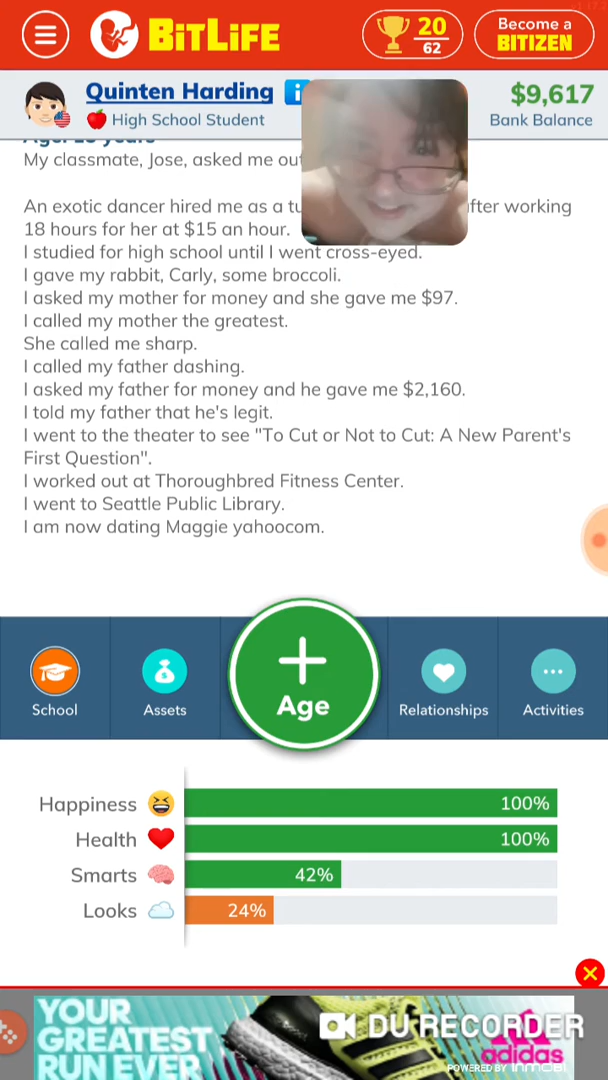 v1.17.2
BitLiFE
20
62
Become a
BITIZEN
Quinten Harding i
$9,617
High School Student
Bank Balance
My classmate, Jose, asked me out
An exotic dancer hired me as a after working
18 hours for her at $15 an hour.
I studied for high school until I went cross-eyed.
I gave my rabbit, Carly, some broccoli.
I asked my mother for money and she gave me $97.
I called my mother the greatest.
She called me sharp.
I called my father dashing.
I asked my father for money and he gave me $2,160.
I told my father that he's legit.
I went to the theater to see "To Cut or Not to Cut: A New Parent's
First Question".
I worked out at Thoroughbred Fitness Center.
I went to Seattle Public Library.
I am now dating Maggie yahoocom.
School
Assets
Age
Relationships
Activities
Happiness 100%
Health 100%
Smarts 42%
Looks 24%
YOUR
GREATEST
RUN EVER
DU RECORDER
adidas
POWERED BY INMOBI